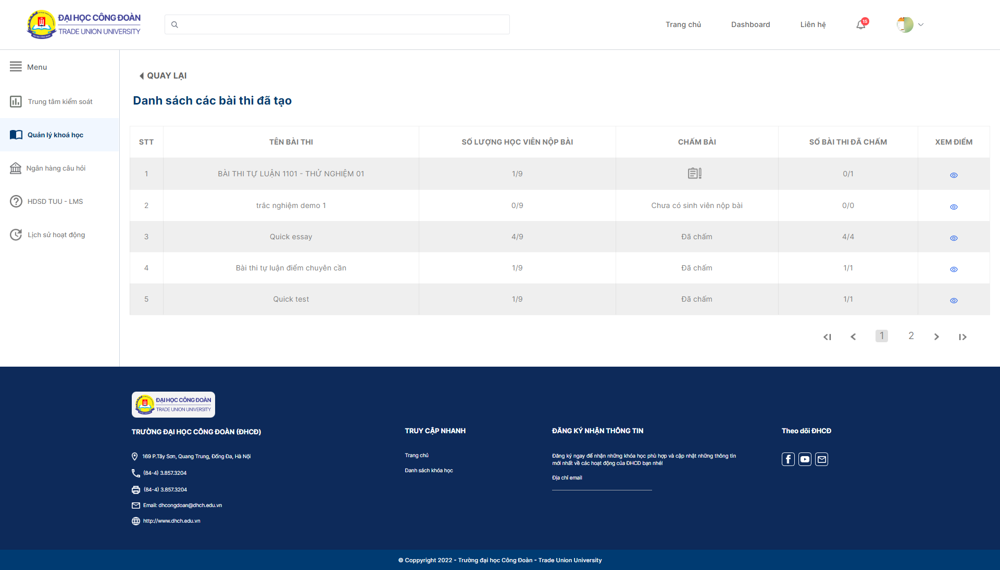 ĐẠI HỌC CÔNG ĐOÀN
TRADE UNION UNIVERSITY
Trang chủ
Dashboard
Liên hệ
15
Menu
Trung tâm kiểm soát
Quản lý khoá học
Ngân hàng câu hỏi
HDSD TUU - LMS
Lịch sử hoạt động
QUAY LẠI
Danh sách các bài thi đã tạo
STT TÊN BÀI THI SỐ LƯỢNG HỌC VIÊN NỘP BÀI CHẤM BÀI SỐ BÀI THI ĐÃ CHẤM XEM ĐIỂM
1 BÀI THI TỰ LUẬN 1101 - THỬ NGHIỆM 01 1/9 0/1
2 trắc nghiệm demo 1 0/9 Chưa có sinh viên nộp bài 0/0
3 Quick essay 4/9 Đã chấm 4/4
4 Bài thi tự luận điểm chuyên cần 1/9 Đã chấm 1/1
5 Quick test 1/9 Đã chấm 1/1
1 2
ĐẠI HỌC CÔNG ĐOÀN
TRADE UNION UNIVERSITY
TRƯỜNG ĐẠI HỌC CÔNG ĐOÀN (ĐHCĐ)
169 P.Tây Sơn, Quang Trung, Đống Đa, Hà Nội
(84-4) 3.857.3204
(84-4) 3.857.3204
Email: dhcongdoan@dhch.edu.vn
http://www.dhch.edu.vn
TRUY CẬP NHANH
Trang chủ
Danh sách khóa học
ĐĂNG KÝ NHẬN THÔNG TIN
Đăng ký ngay để nhận những khóa học phù hợp và cập nhật những thông tin
mới nhất về các hoạt động của ĐHCĐ bạn nhé!
Địa chỉ email
Theo dõi ĐHCĐ
© Coppyright 2022 - Trường đại học Công Đoàn - Trade Union University